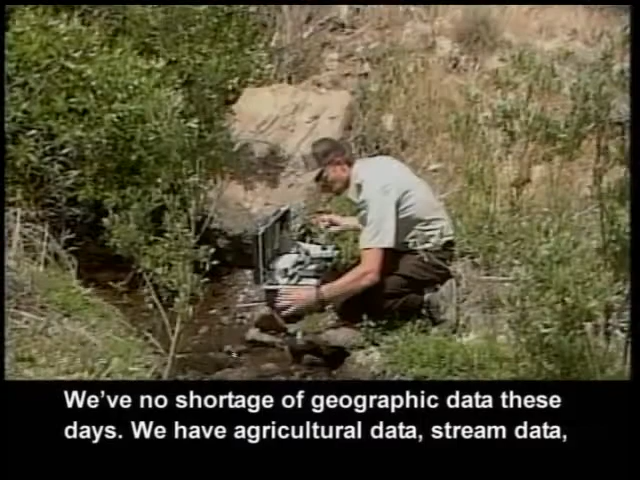 We've no shortage of geographic data these
days. We have agricultural data, stream data,